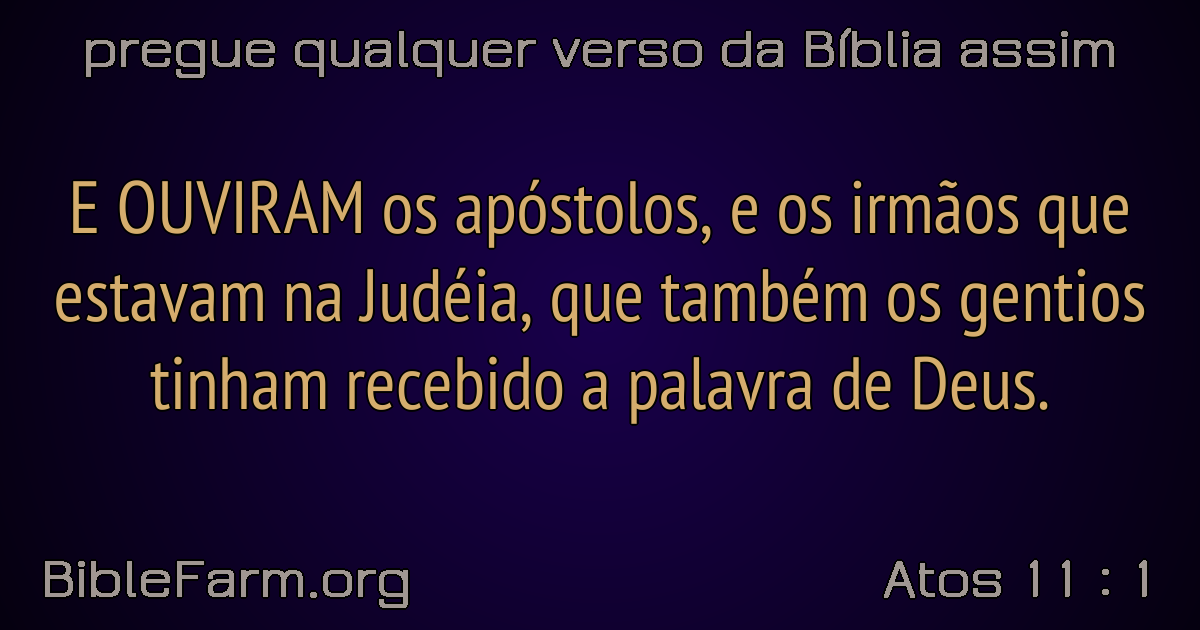 pregue qualquer verso da Bíblia assim
E OUVIRAM os apóstolos, e os irmãos que
estavam na Judéia, que também os gentios
tinham recebido a palavra de Deus.
BibleFarm.org
Atos 11 : 1